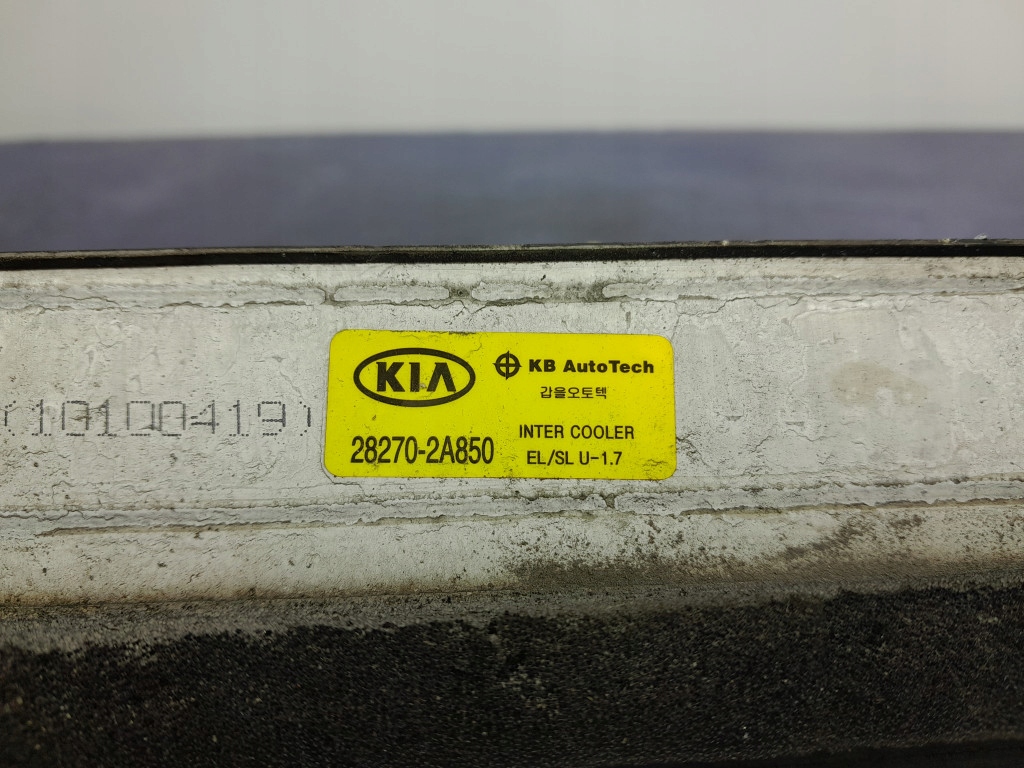 (10100419)
KIA
KB AutoTech
갑을오토텍
28270-2A850
INTER COOLER
EL/SL U-1.7